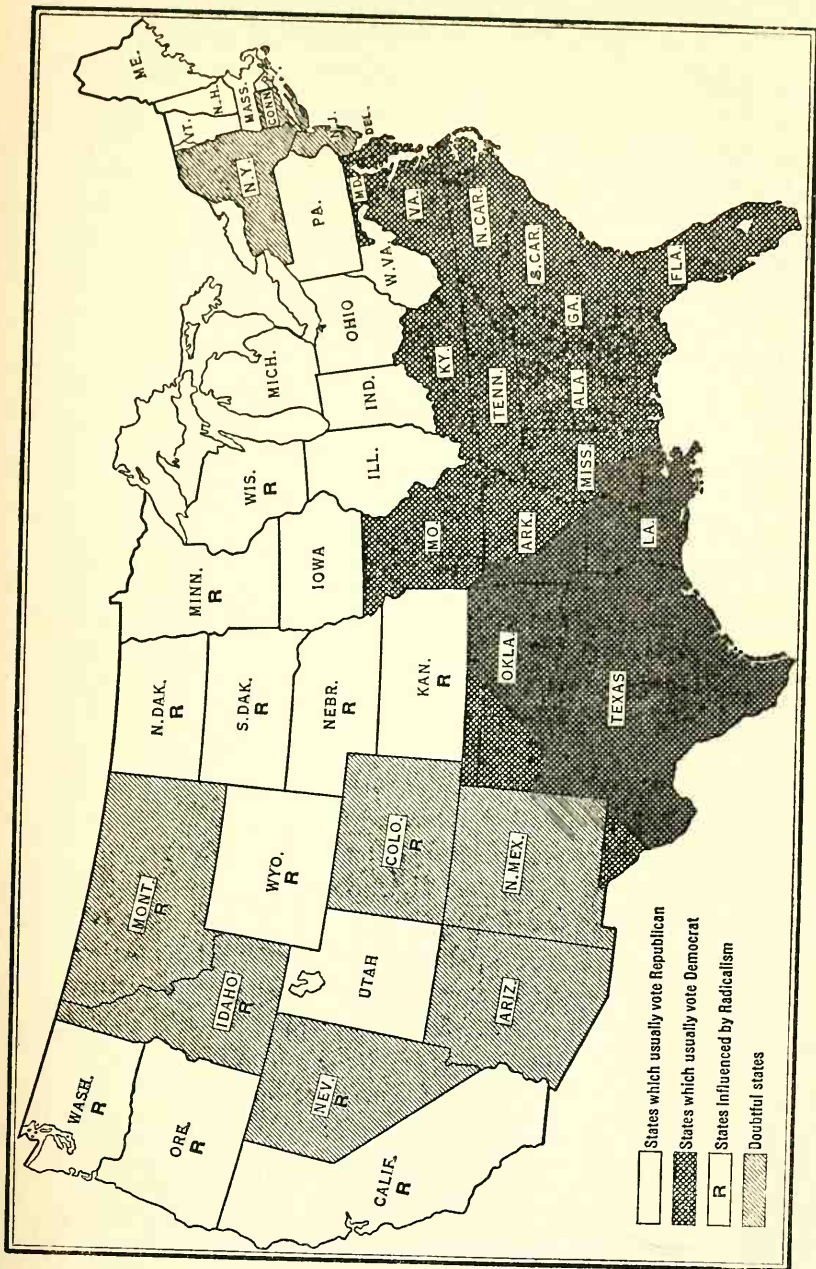 WASH.
R
ORE.
R
CALIF.
R
IDAHO
R
NEV.
R
MONT.
R
WYO.
R
UTAH
COLO.
R
ARIZ.
N.MEX.
N.DAK.
R
S.DAK.
R
NEBR.
R
KAN.
R
OKLA.
TEXAS
MINN.
R
IOWA
MO.
ARK.
LA.
WIS.
R
ILL.
MICH.
IND.
OHIO
KY.
TENN.
MISS.
ALA.
GA.
FLA.
S.CAR.
N.CAR.
VA.
W.VA.
MD.
DEL.
PA.
N.J.
N.Y.
CONN.
MASS.
VT.
N.H.
ME.
States which usually vote Republican
States which usually vote Democrat
R States Influenced by Radicalism
Doubtful states